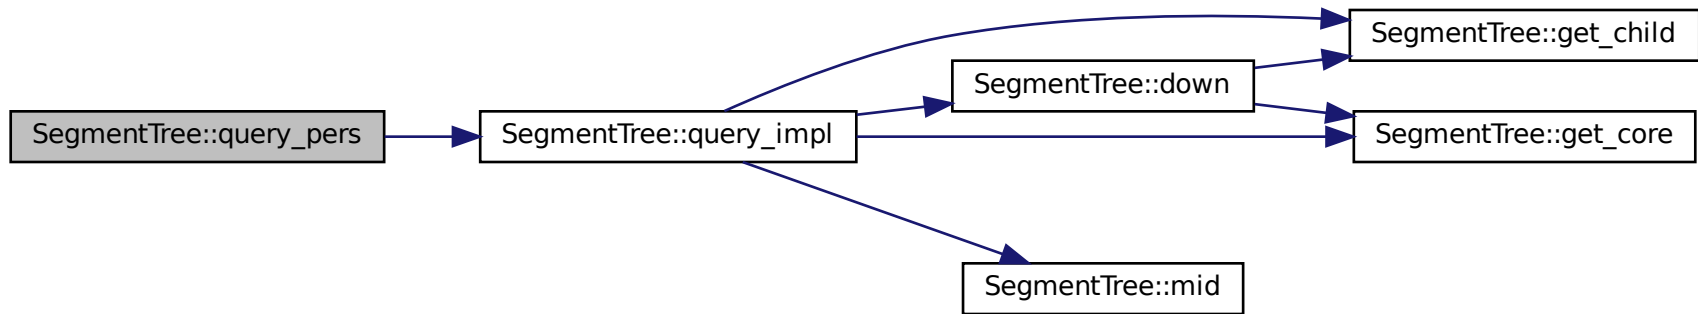 SegmentTree::query_pers
SegmentTree::query_impl
SegmentTree::get_child
SegmentTree::down
SegmentTree::get_core
SegmentTree::mid